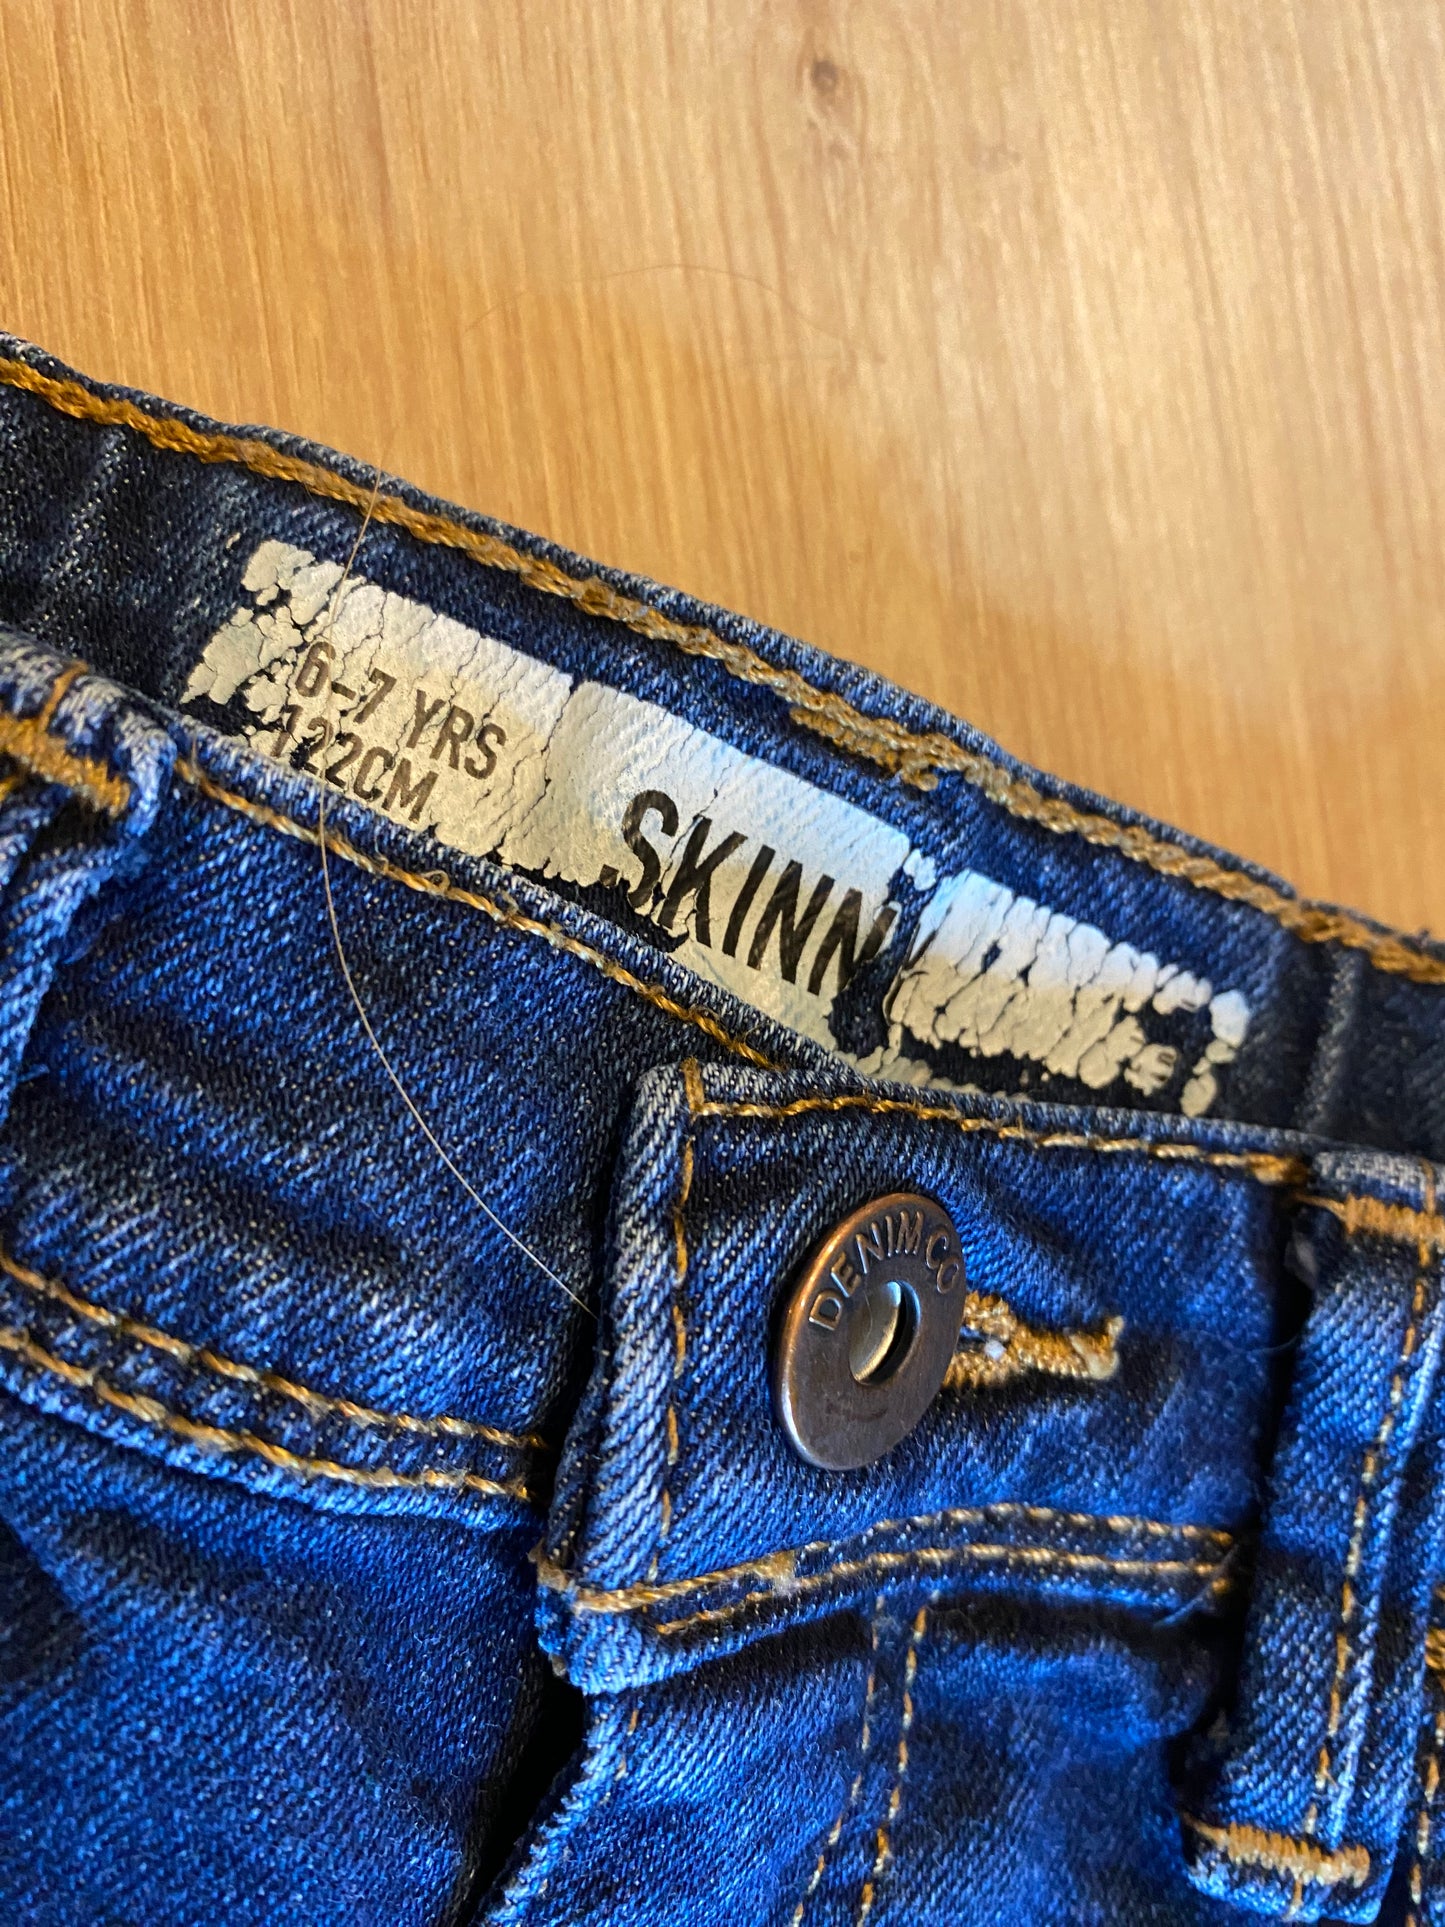 6-7 YRS
122CM
SKINN
DENIM CO